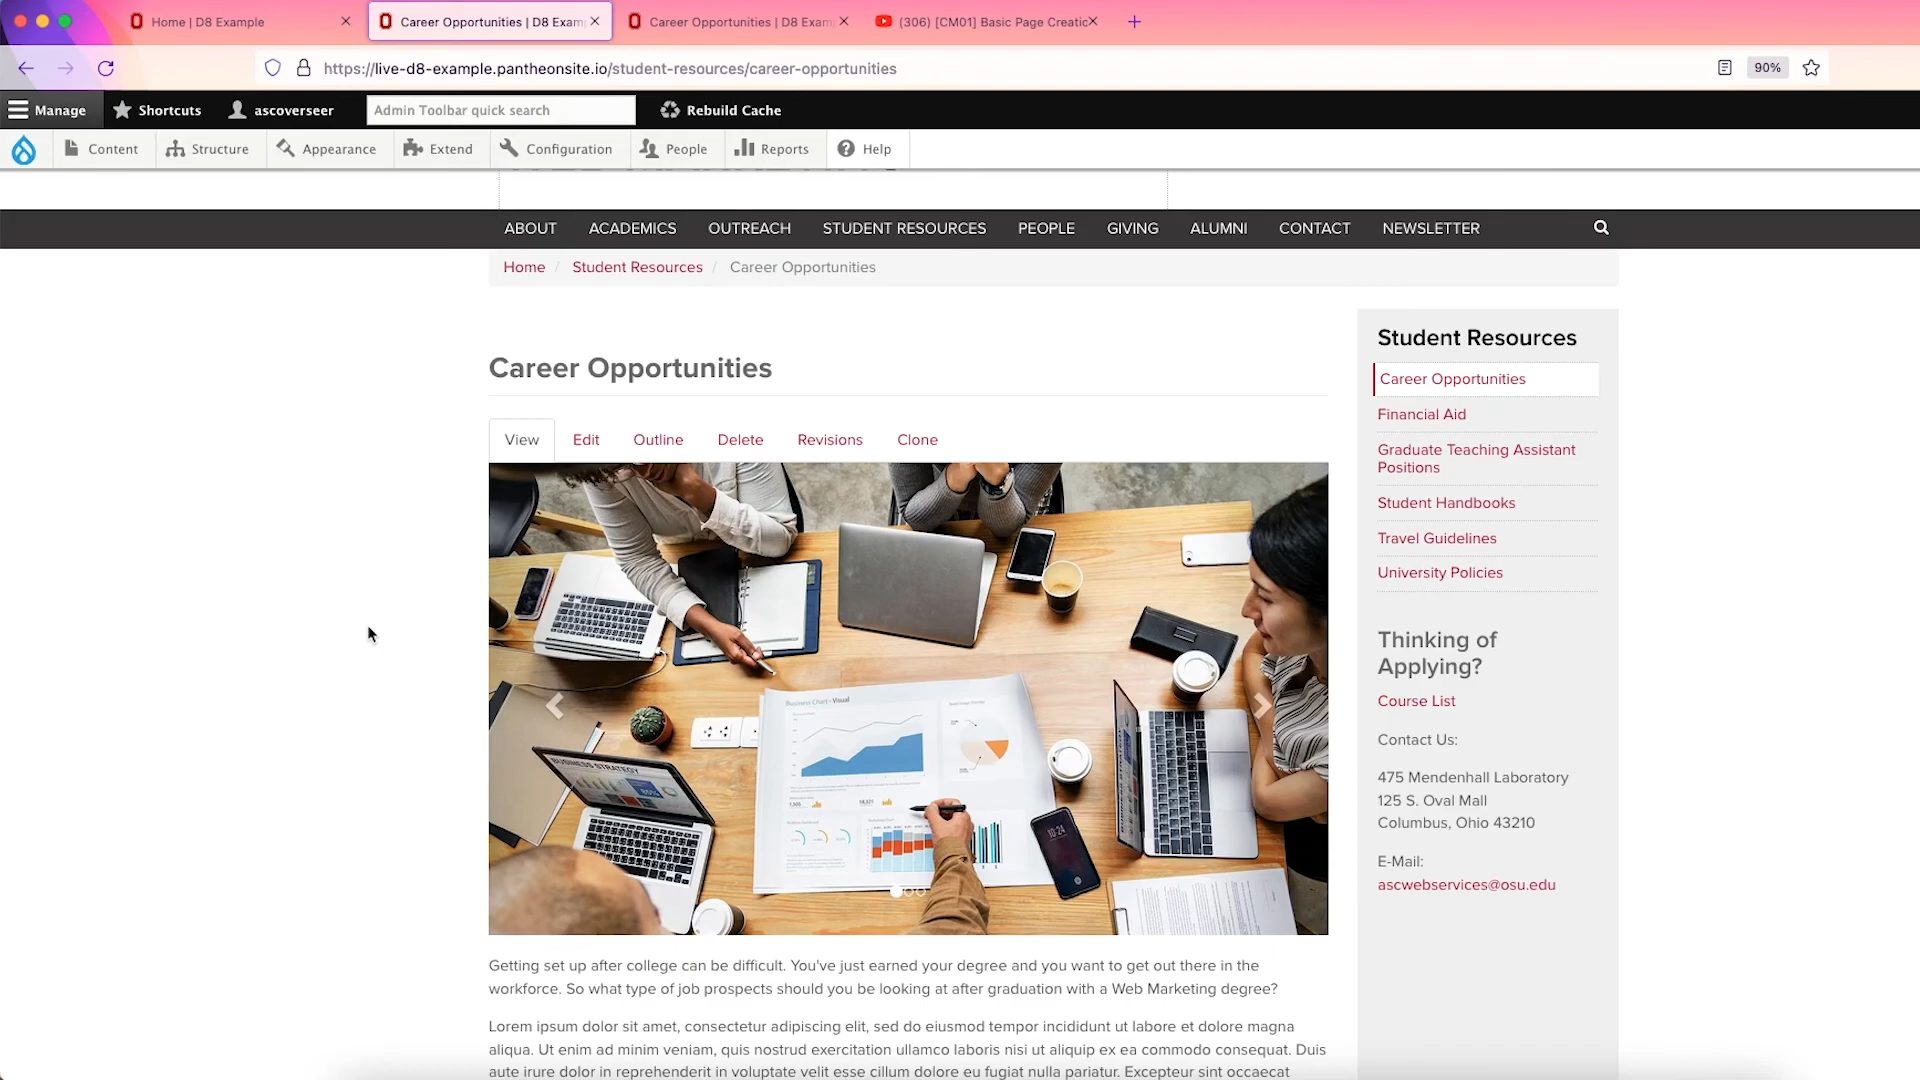 Home | D8 Example
Career Opportunities | D8 Exam
Career Opportunities | D8 Exam
(306) [CM01] Basic Page Creatic
https://live-d8-example.pantheonsite.io/student-resources/career-opportunities
90%
Manage
Shortcuts
ascoverseer
Admin Toolbar quick search
Rebuild Cache
Content
Structure
Appearance
Extend
Configuration
People
Reports
Help
ABOUT
ACADEMICS
OUTREACH
STUDENT RESOURCES
PEOPLE
GIVING
ALUMNI
CONTACT
NEWSLETTER
Home / Student Resources / Career Opportunities
Career Opportunities
View
Edit
Outline
Delete
Revisions
Clone
Business Chart - Visual
BUSINESS STRATEGY
10:24
Getting set up after college can be difficult. You've just earned your degree and you want to get out there in the
workforce. So what type of job prospects should you be looking at after graduation with a Web Marketing degree?
Lorem ipsum dolor sit amet, consectetur adipiscing elit, sed do eiusmod tempor incididunt ut labore et dolore magna
aliqua. Ut enim ad minim veniam, quis nostrud exercitation ullamco laboris nisi ut aliquip ex ea commodo consequat. Duis
aute irure dolor in reprehenderit in voluptate velit esse cillum dolore eu fugiat nulla pariatur. Excepteur sint occaecat
Student Resources
Career Opportunities
Financial Aid
Graduate Teaching Assistant
Positions
Student Handbooks
Travel Guidelines
University Policies
Thinking of
Applying?
Course List
Contact Us:
475 Mendenhall Laboratory
125 S. Oval Mall
Columbus, Ohio 43210
E-Mail:
ascwebservices@osu.edu